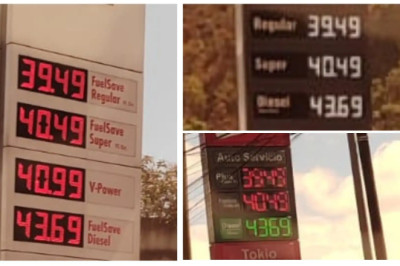 39.49 FuelSave
Regular
40.49 FuelSave
Super
40.99 V-Power
43.69 FuelSave
Diesel
Regular 39.49
Super 40.49
Diesel 43.69
Auto Servicio
39.49
40.49
43.69
Tokio